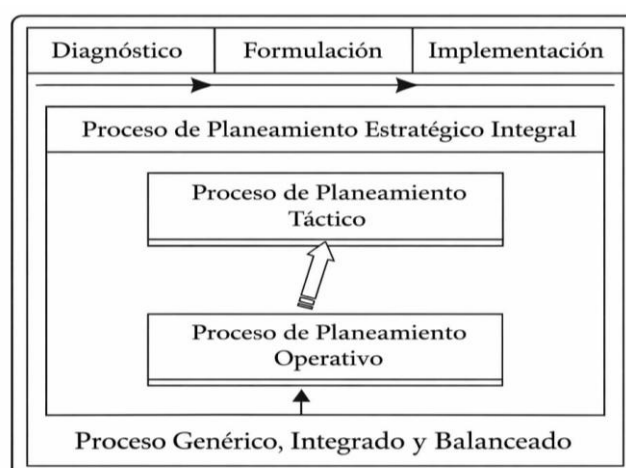 Diagnóstico
Formulación
Implementación
Proceso de Planeamiento Estratégico Integral
Proceso de Planeamiento
Táctico
Proceso de Planeamiento
Operativo
Proceso Genérico, Integrado y Balanceado